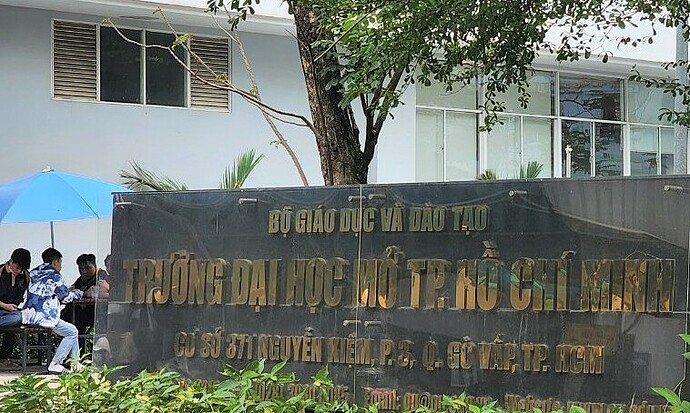 BỘ GIÁO DỤC VÀ ĐÀO TẠO
TRƯỜNG ĐẠI HỌC MỞ TP. HỒ CHÍ MINH
CƠ SỞ 371 NGUYỄN KIỆM, P. 3, Q. GÒ VẤP, TP. HCM